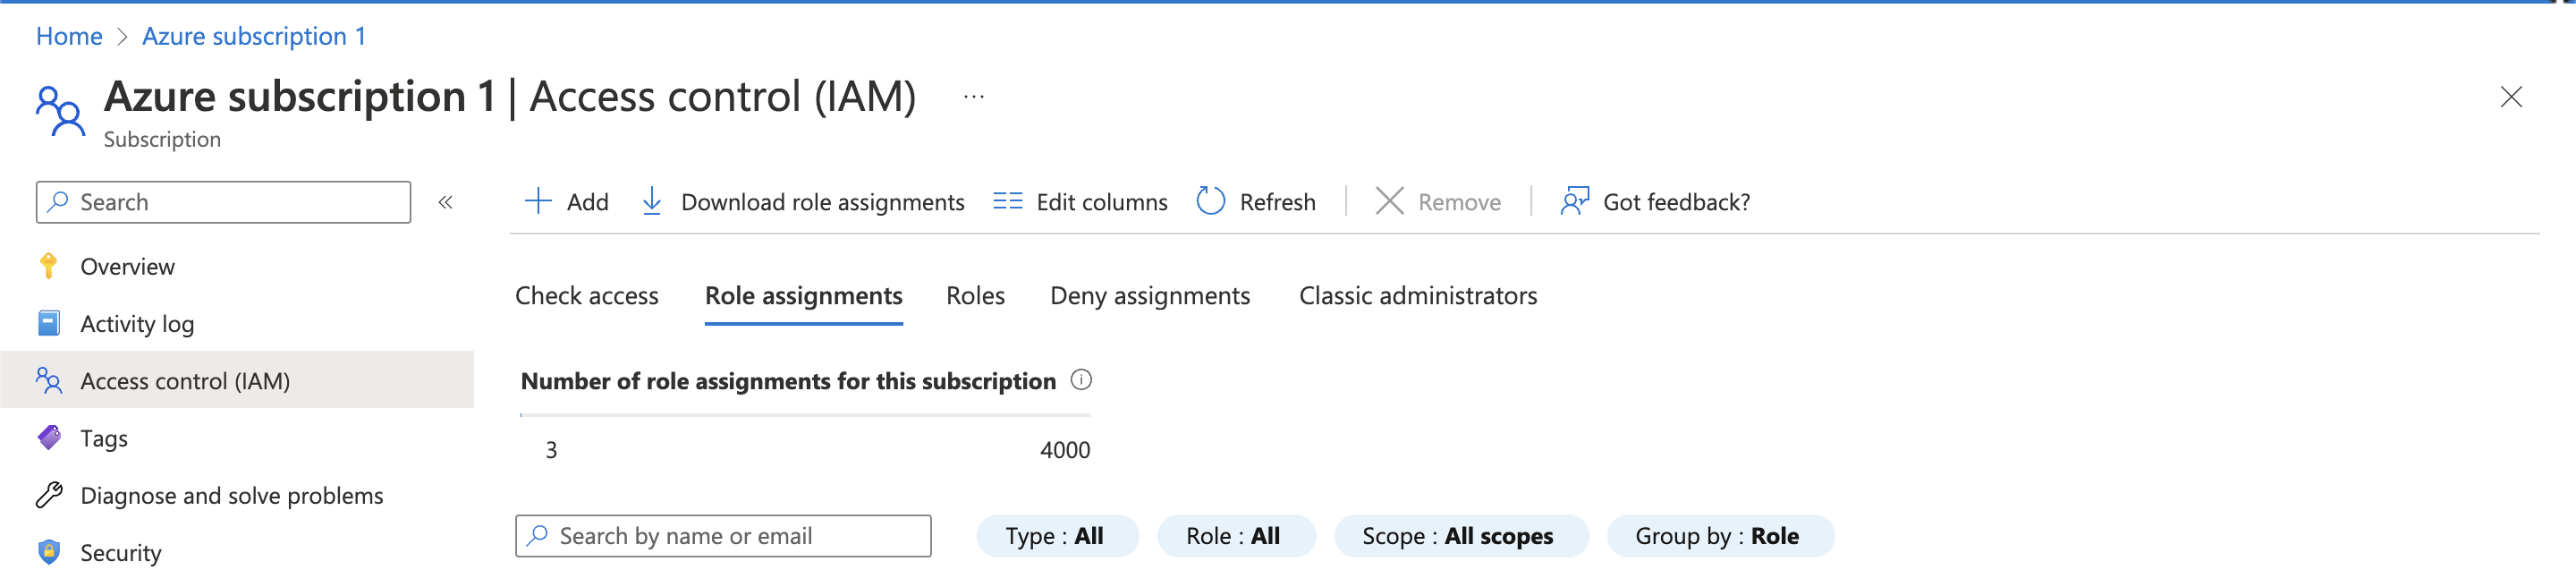 Home > Azure subscription 1
Azure subscription 1 | Access control (IAM) ...
Subscription
Search «
Add Download role assignments Edit columns Refresh Remove Got feedback?
Overview
Activity log
Access control (IAM)
Tags
Diagnose and solve problems
Security
Check access Role assignments Roles Deny assignments Classic administrators
Number of role assignments for this subscription
3 4000
Search by name or email Type : All Role : All Scope : All scopes Group by : Role